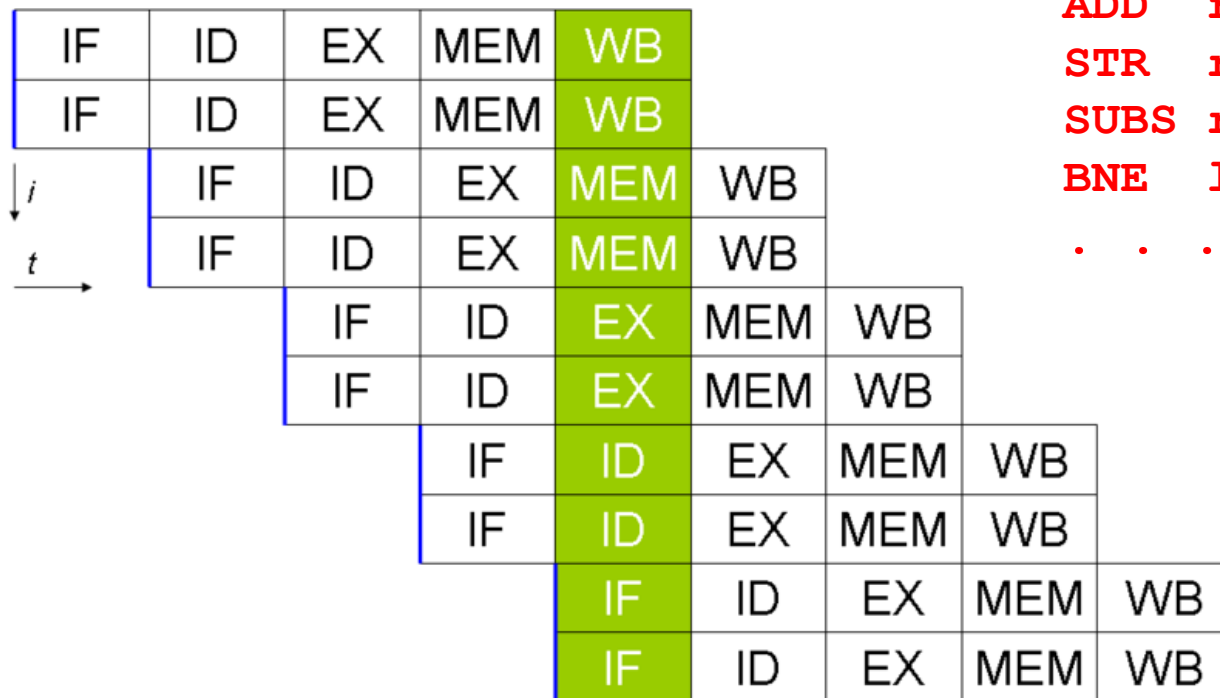 IF ID EX MEM WB
IF ID EX MEM WB
i IF ID EX MEM WB
t IF ID EX MEM WB
IF ID EX MEM WB
IF ID EX MEM WB
IF ID EX MEM WB
IF ID EX MEM WB
IF ID EX MEM WB
IF ID EX MEM WB
ADD
STR
SUBS
BNE
. . .